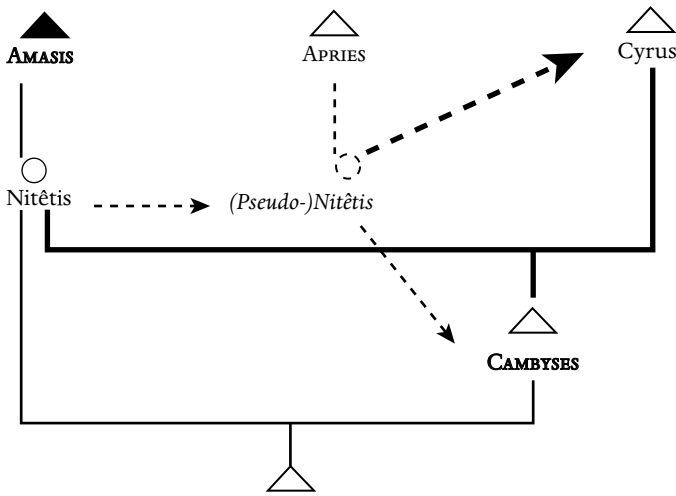 Amasis
Apries
Cyrus
Nitêtis
(Pseudo-)Nitêtis
Cambyses